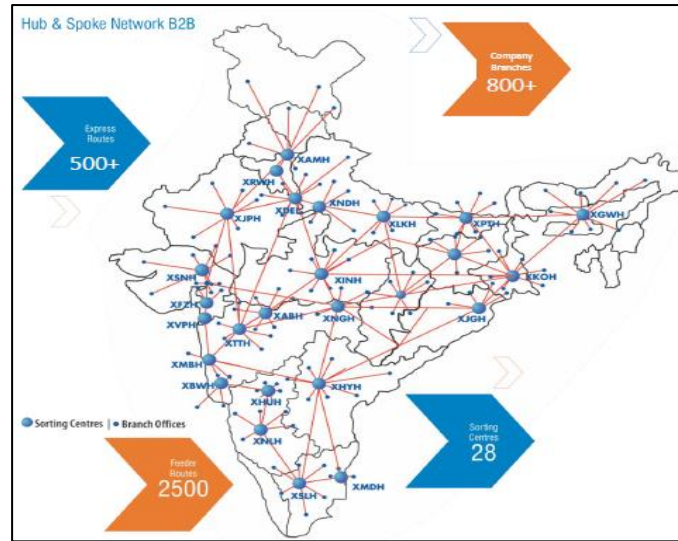 Hub & Spoke Network B2B
Company
Branches
800+
Express
Routes
500+
XAMH
XRWH
XDEL
XNDH
XJPH
XLKH
XPTH
XGWH
XSNH
XINH
XKOH
XFZH
XABH
XNGH
XJGH
XVPH
XTTH
XMBH
XBWH
XHUH
XHYH
Sorting Centres | Branch Offices
XNLH
Sorting
Centres
28
Feeder
Routes
2500
XSLH
XMDH